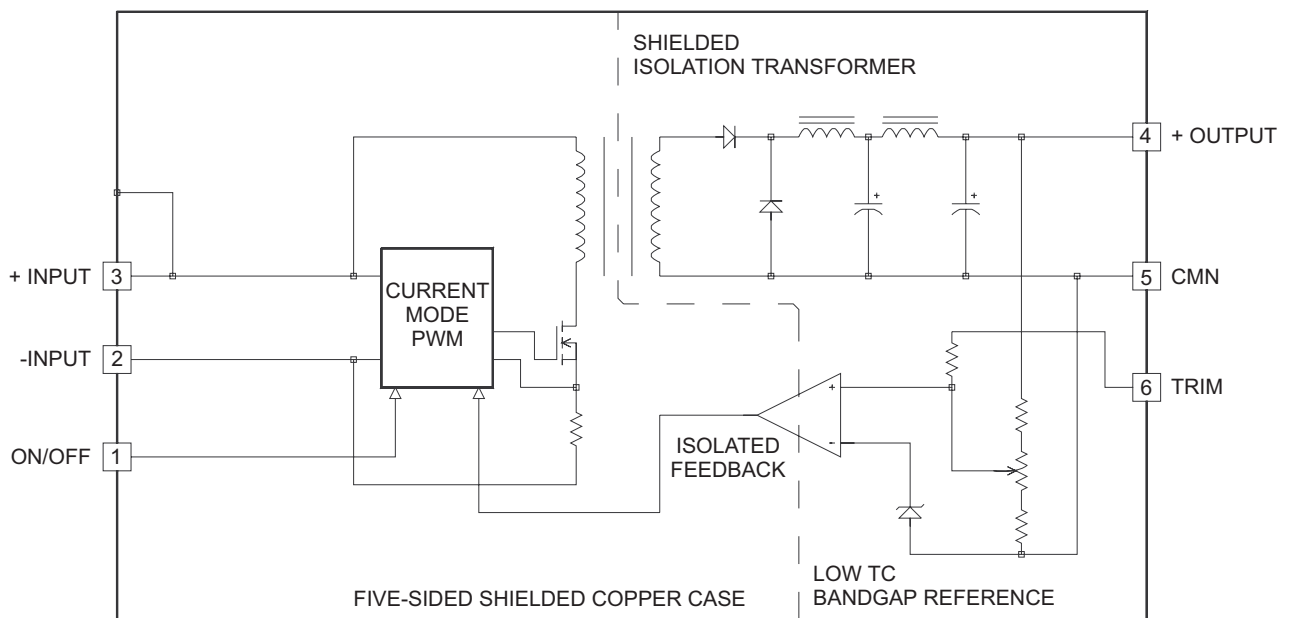 SHIELDED
ISOLATION TRANSFORMER
4 + OUTPUT
+ INPUT 3
CURRENT
MODE
PWM
5 CMN
-INPUT 2
6 TRIM
ON/OFF 1
+
-
+
+
ISOLATED
FEEDBACK
LOW TC
BANDGAP REFERENCE
FIVE-SIDED SHIELDED COPPER CASE